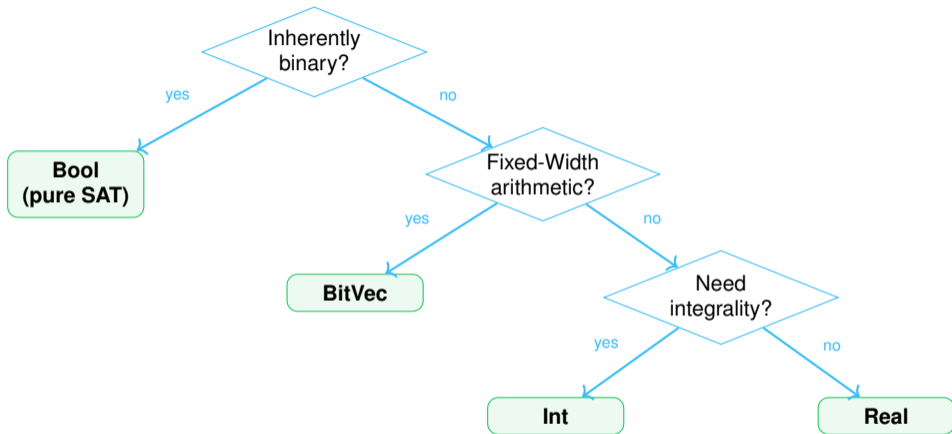 Inherently
binary?
yes
no
Bool
(pure SAT)
Fixed-Width
arithmetic?
yes
no
BitVec
Need
integrality?
yes
no
Int
Real